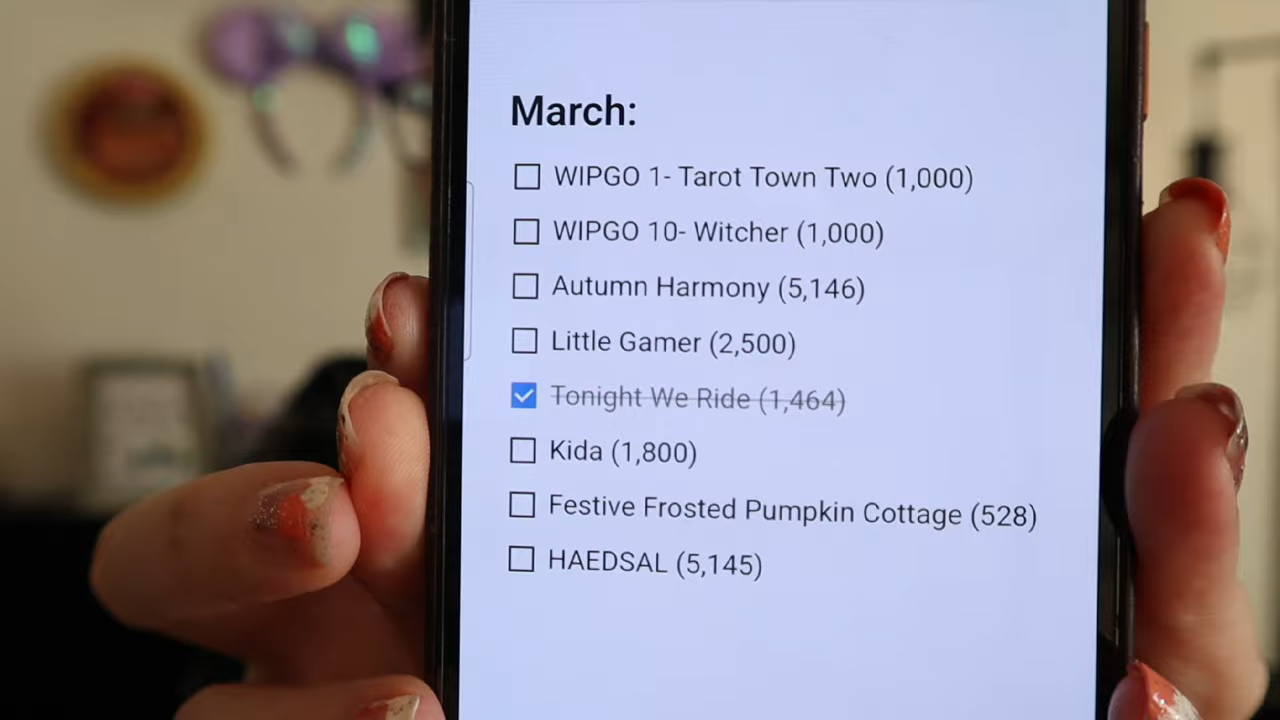 March:
WIPGO 1- Tarot Town Two (1,000)
WIPGO 10- Witcher (1,000)
Autumn Harmony (5,146)
Little Gamer (2,500)
Tonight We Ride (1,464)
Kida (1,800)
Festive Frosted Pumpkin Cottage (528)
HAEDSAL (5,145)